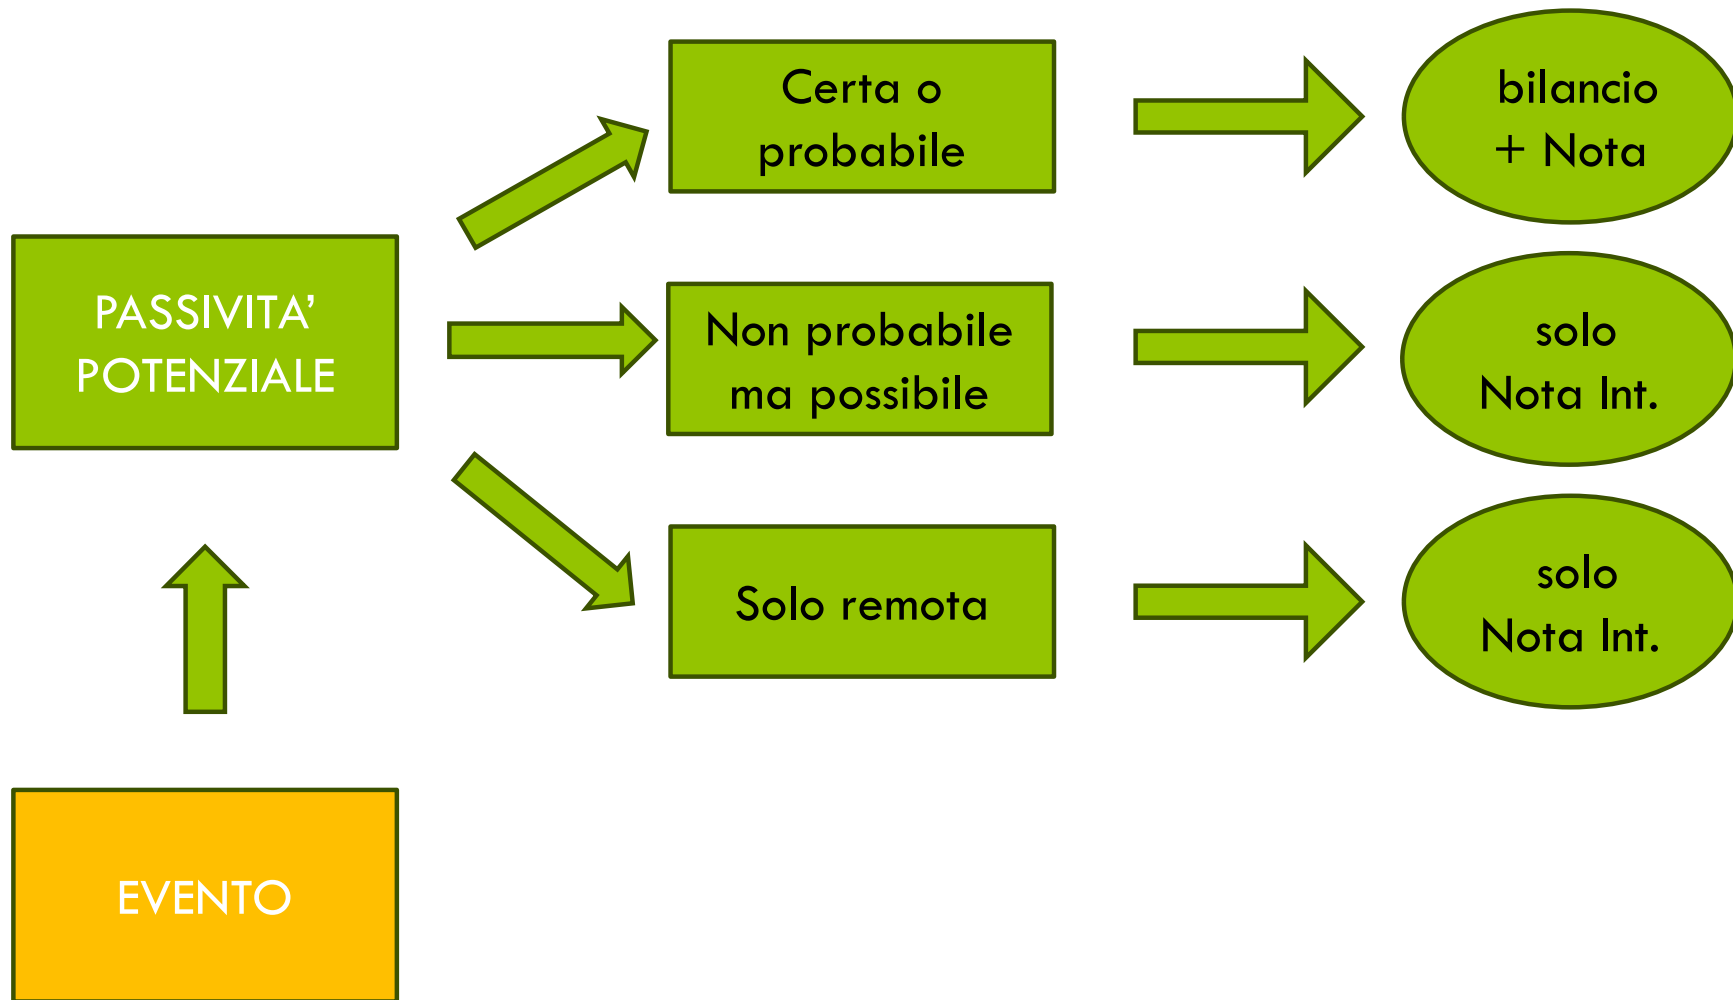 Certa o
probabile
bilancio
+ Nota
PASSIVITA’
POTENZIALE
Non probabile
ma possibile
solo
Nota Int.
Solo remota
solo
Nota Int.
EVENTO